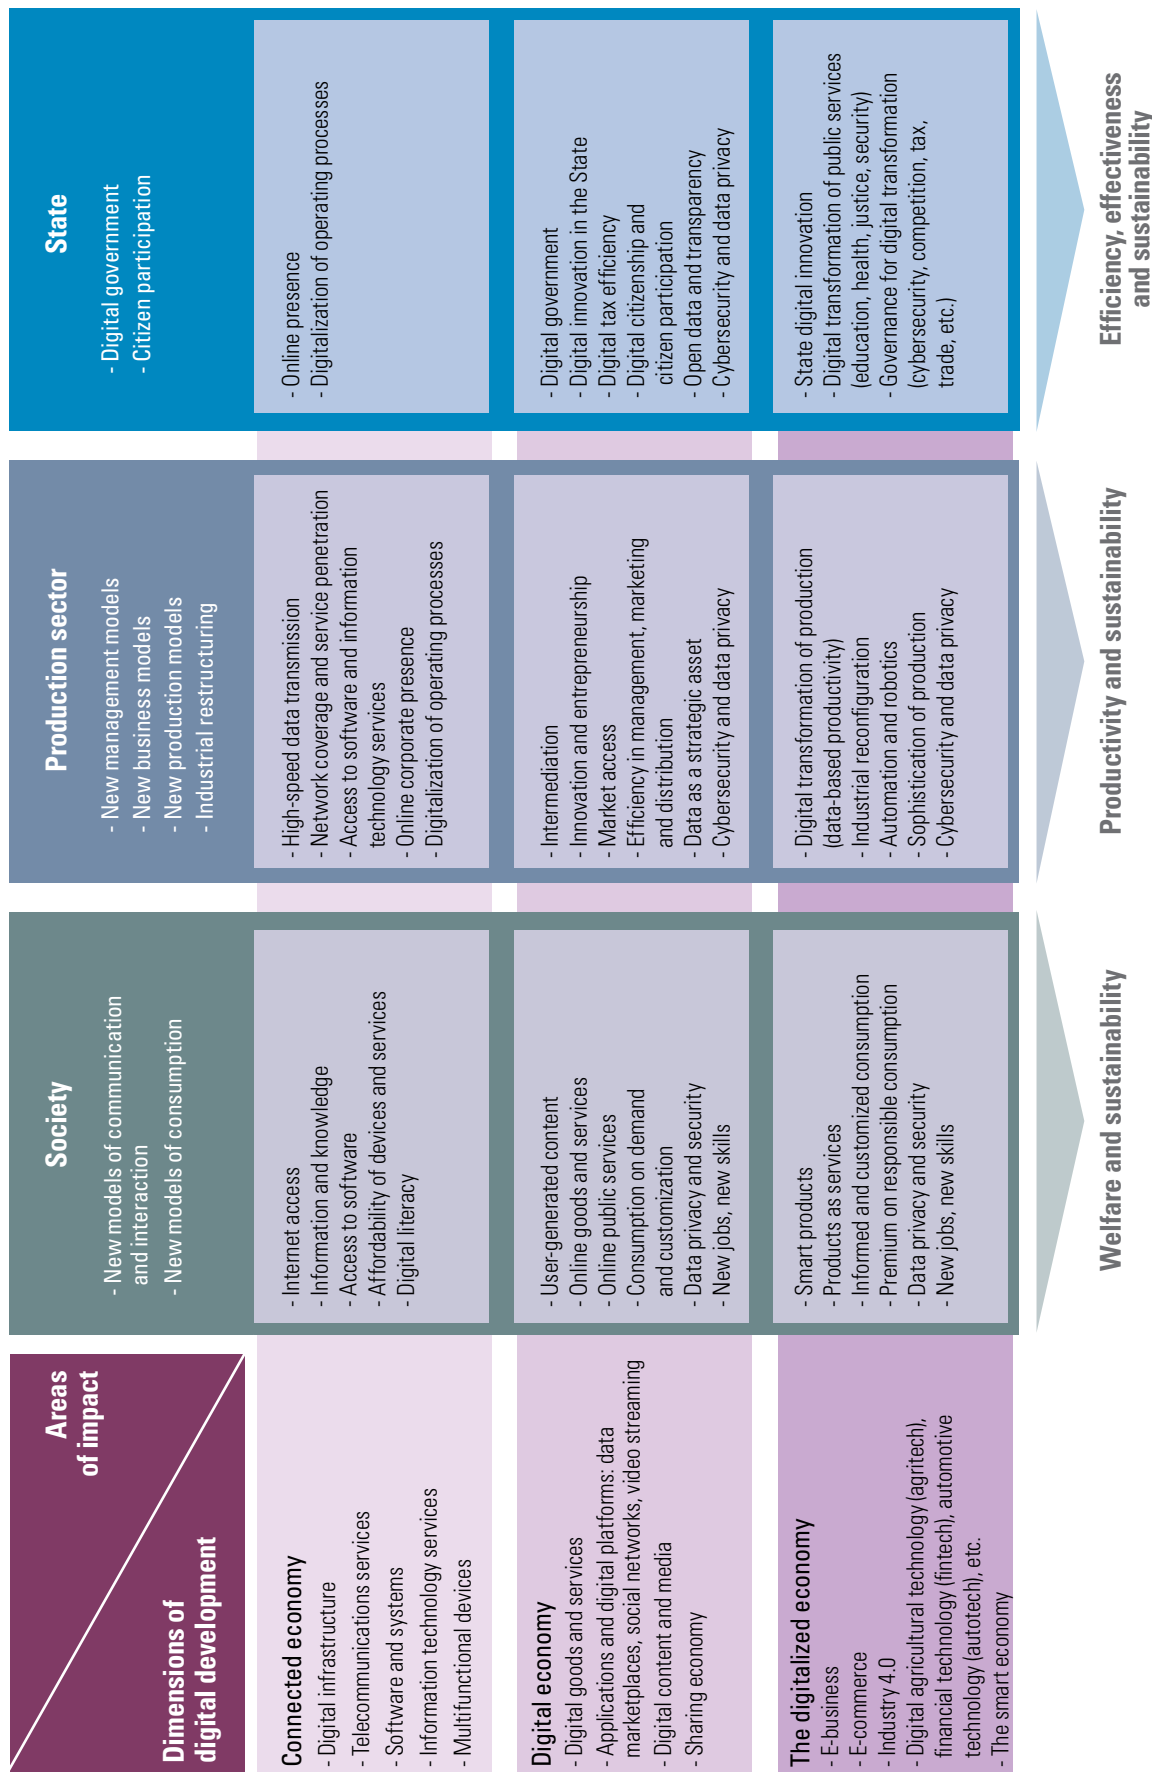 Areas
of impact
Dimensions of
digital development
Society
- New models of communication
and interaction
- New models of consumption
Production sector
- New management models
- New business models
- New production models
- Industrial restructuring
State
- Digital government
- Citizen participation
Connected economy
- Digital infrastructure
- Telecommunications services
- Software and systems
- Information technology services
- Multifunctional devices
- Internet access
- Information and knowledge
- Access to software
- Affordability of devices and services
- Digital literacy
- High-speed data transmission
- Network coverage and service penetration
- Access to software and information
technology services
- Online corporate presence
- Digitalization of operating processes
- Online presence
- Digitalization of operating processes
Digital economy
- Digital goods and services
- Applications and digital platforms: data
marketplaces, social networks, video streaming
- Digital content and media
- Sharing economy
- User-generated content
- Online goods and services
- Online public services
- Consumption on demand
and customization
- Data privacy and security
- New jobs, new skills
- Intermediation
- Innovation and entrepreneurship
- Market access
- Efficiency in management, marketing
and distribution
- Data as a strategic asset
- Cybersecurity and data privacy
- Digital government
- Digital innovation in the State
- Digital tax efficiency
- Digital citizenship and
citizen participation
- Open data and transparency
- Cybersecurity and data privacy
The digitalized economy
- E-business
- E-commerce
- Industry 4.0
- Digital agricultural technology (agritech),
financial technology (fintech), automotive
technology (autotech), etc.
- The smart economy
- Smart products
- Products as services
- Informed and customized consumption
- Premium on responsible consumption
- Data privacy and security
- New jobs, new skills
- Digital transformation of production
(data-based productivity)
- Industrial reconfiguration
- Automation and robotics
- Sophistication of production
- Cybersecurity and data privacy
- State digital innovation
- Digital transformation of public services
(education, health, justice, security)
- Governance for digital transformation
(cybersecurity, competition, tax,
trade, etc.)
Welfare and sustainability
Productivity and sustainability
Efficiency, effectiveness
and sustainability